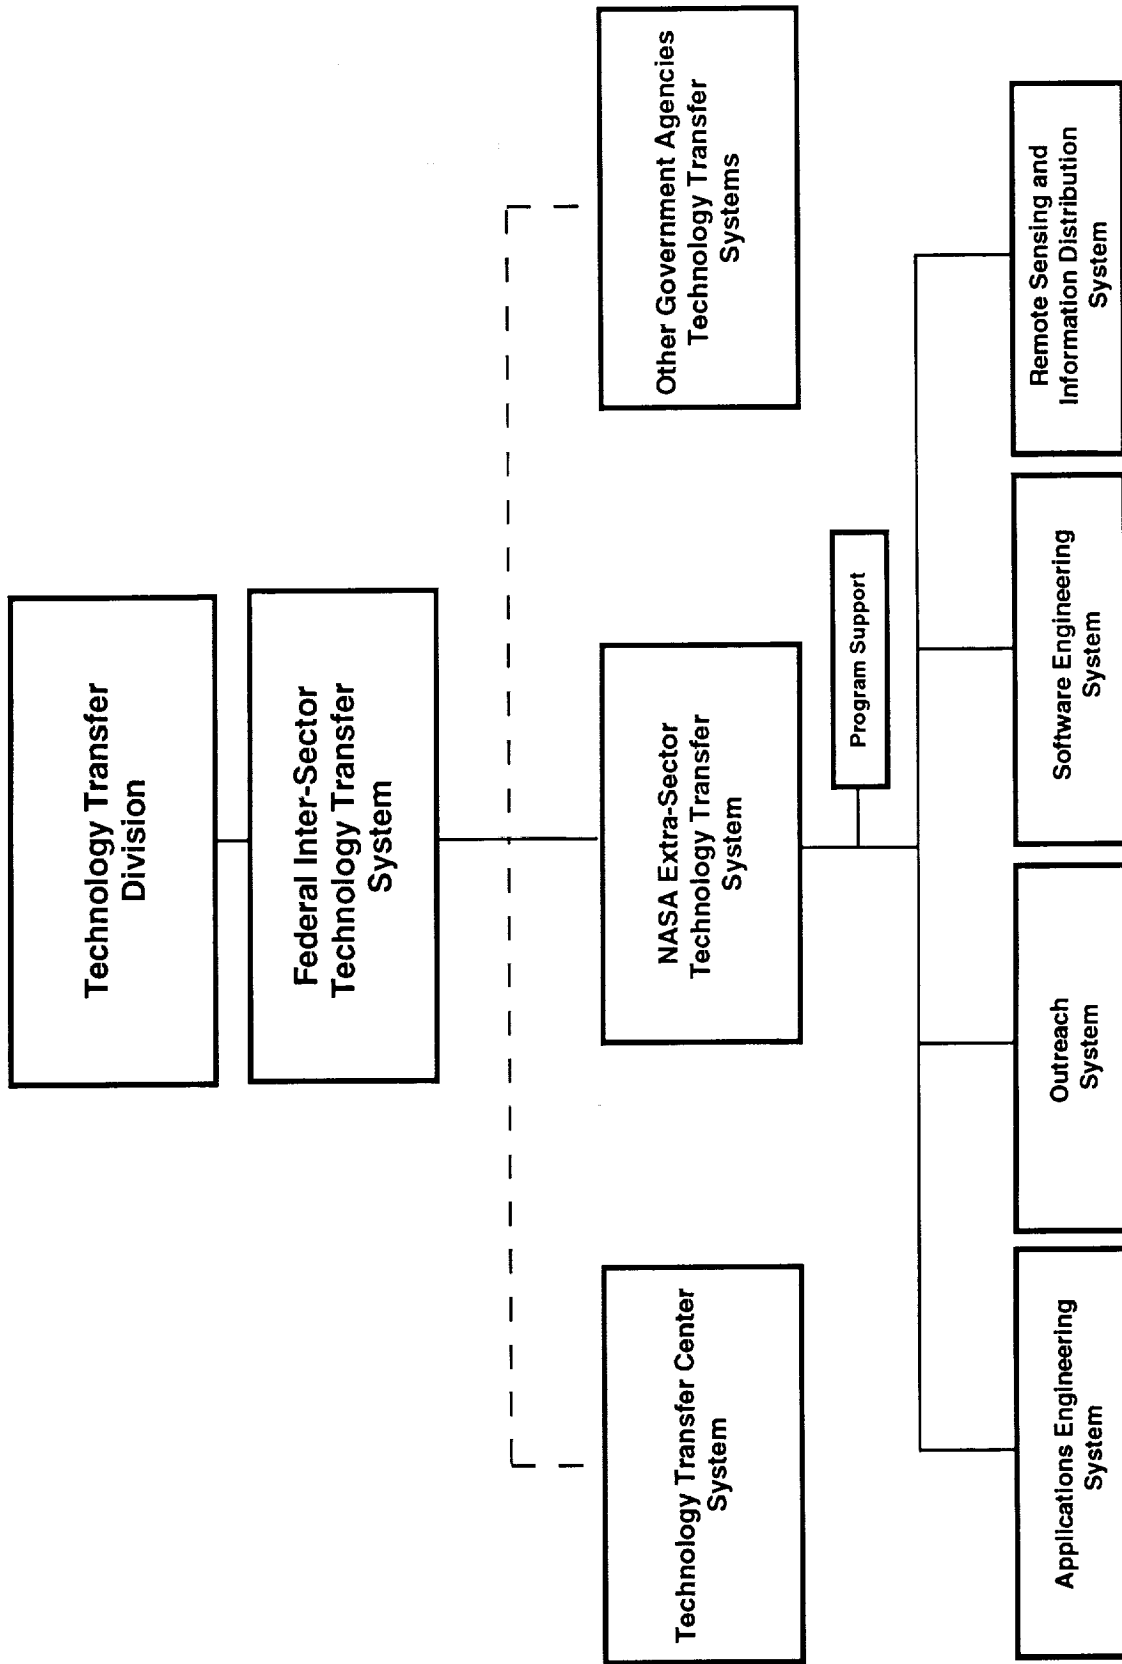 Technology Transfer
Division
Federal Inter-Sector
Technology Transfer
System
Technology Transfer Center
System
NASA Extra-Sector
Technology Transfer
System
Other Government Agencies
Technology Transfer
Systems
Program Support
Applications Engineering
System
Outreach
System
Software Engineering
System
Remote Sensing and
Information Distribution
System